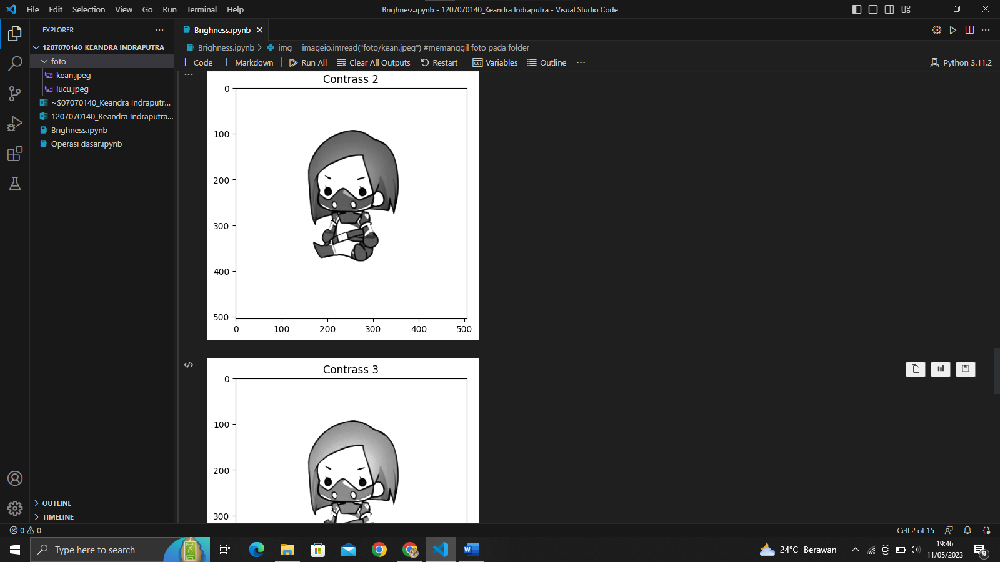 File Edit Selection View Go Run Terminal Help
Brighness.ipynb - 1207070140_Keandra Indraputra - Visual Studio Code
EXPLORER
1207070140_KEANDRA INDRAPUTRA
foto
kean.jpeg
lucu.jpeg
~$07070140_Keandra Indraputr...
1207070140_Keandra Indraputra...
Brighness.ipynb
Operasi dasar.ipynb
OUTLINE
TIMELINE
Brighness.ipynb
Brighness.ipynb > img = imageio.imread("foto/kean.jpeg") #memanggil foto pada folder
+ Code + Markdown Run All Clear All Outputs Restart Variables Outline ...
Python 3.11.2
Contrass 2
0
100
200
300
400
500
0 100 200 300 400 500
Contrass 3
0
100
200
300
0 0
Cell 2 of 15
Type here to search
24°C Berawan
19:46
11/05/2023
9